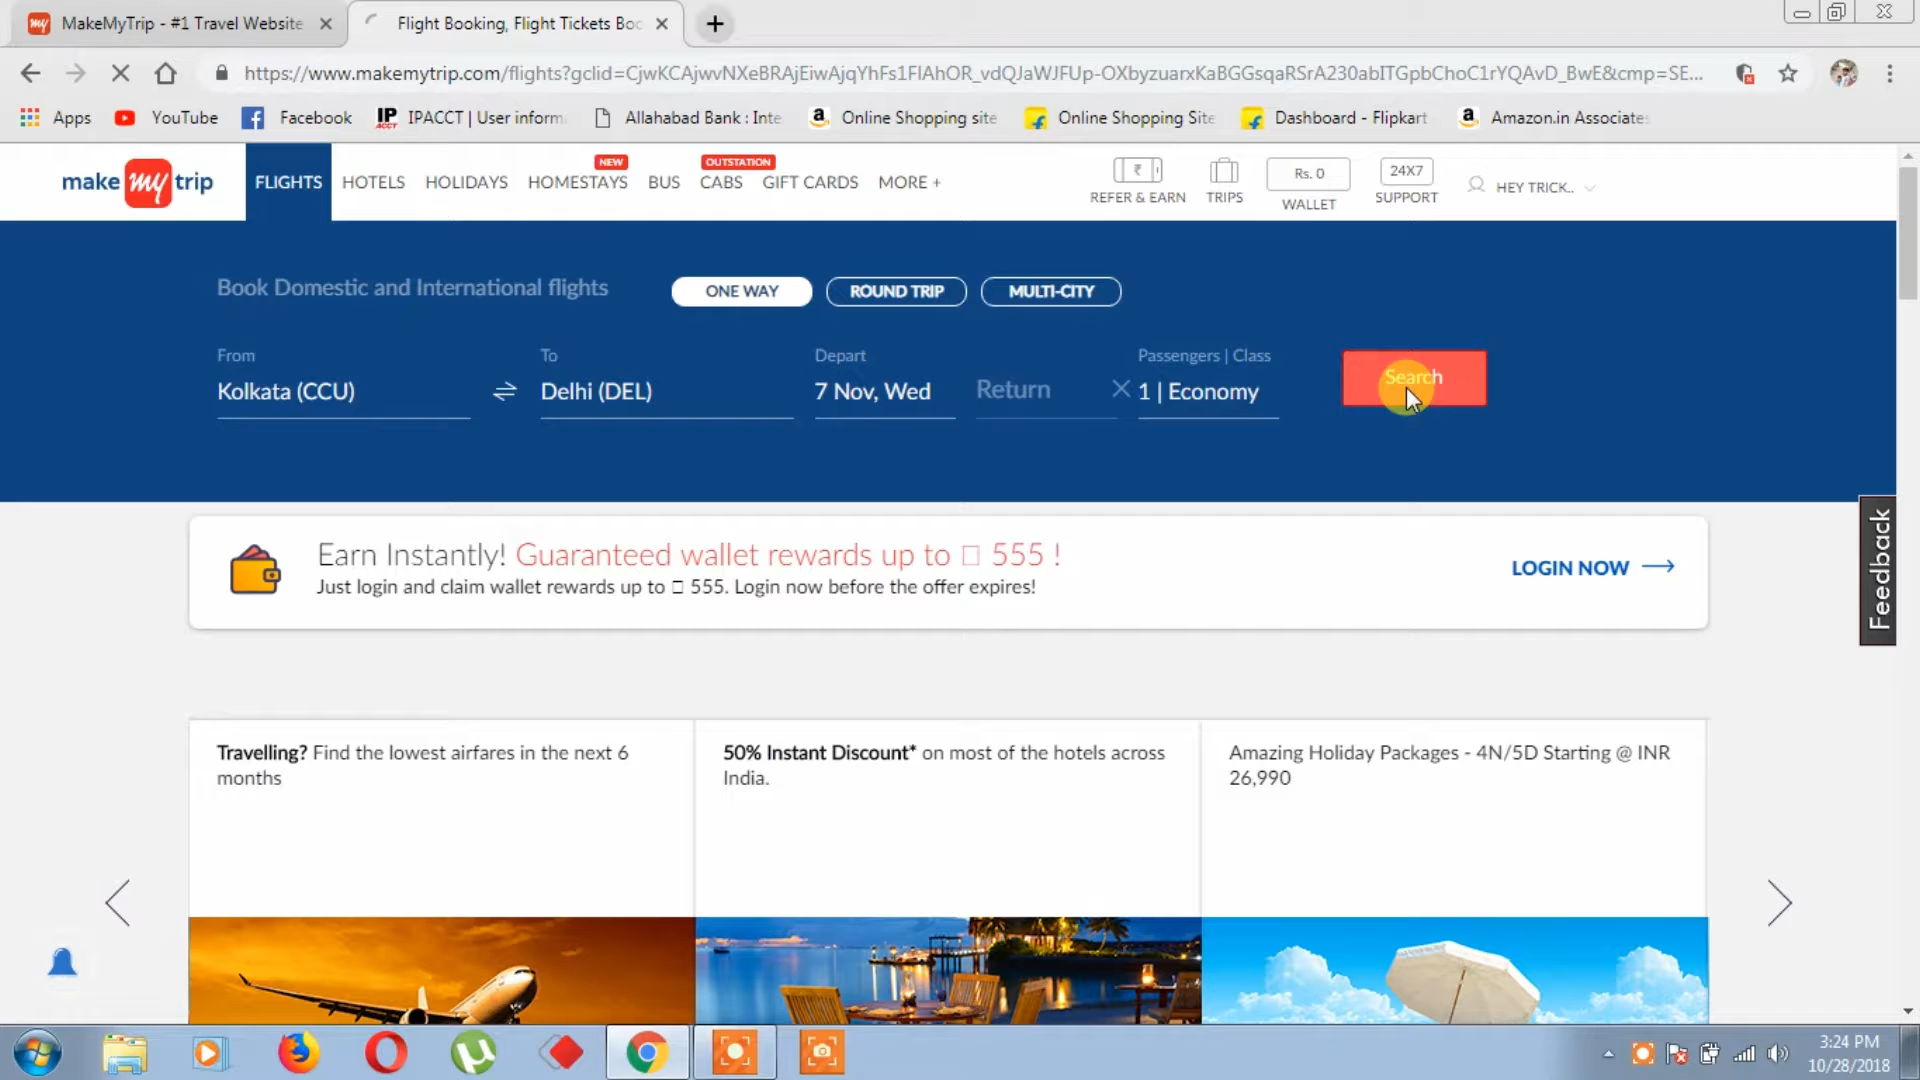 MakeMyTrip - #1 Travel Website
Flight Booking, Flight Tickets Boo
https://www.makemytrip.com/flights?gclid=CjwKCAjwvNXeBRAjEiwAjqYhFs1FlAhOR_vdQJaWJFUp-OXbyzuarxKaBGGsqaRSrA230abITGpbChoC1rYQAvD_BwE&cmp=SE...
Apps YouTube Facebook IPACCT | User inform Allahabad Bank : Inte Online Shopping site Online Shopping Site Dashboard - Flipkart Amazon.in Associate
make my trip
FLIGHTS HOTELS HOLIDAYS NEW HOMESTAYS BUS OUTSTATION CABS GIFT CARDS MORE +
REFER & EARN TRIPS Rs. 0 WALLET 24X7 SUPPORT HEY TRICK..
Book Domestic and International flights ONE WAY ROUND TRIP MULTI-CITY
From To Depart Passengers | Class
Kolkata (CCU) Delhi (DEL) 7 Nov, Wed Return 1 | Economy Search
Earn Instantly! Guaranteed wallet rewards up to □ 555 !
Just login and claim wallet rewards up to □ 555. Login now before the offer expires!
LOGIN NOW
Feedback
Travelling? Find the lowest airfares in the next 6
months
50% Instant Discount* on most of the hotels across
India.
Amazing Holiday Packages - 4N/5D Starting @ INR
26,990
3:24 PM
10/28/2018